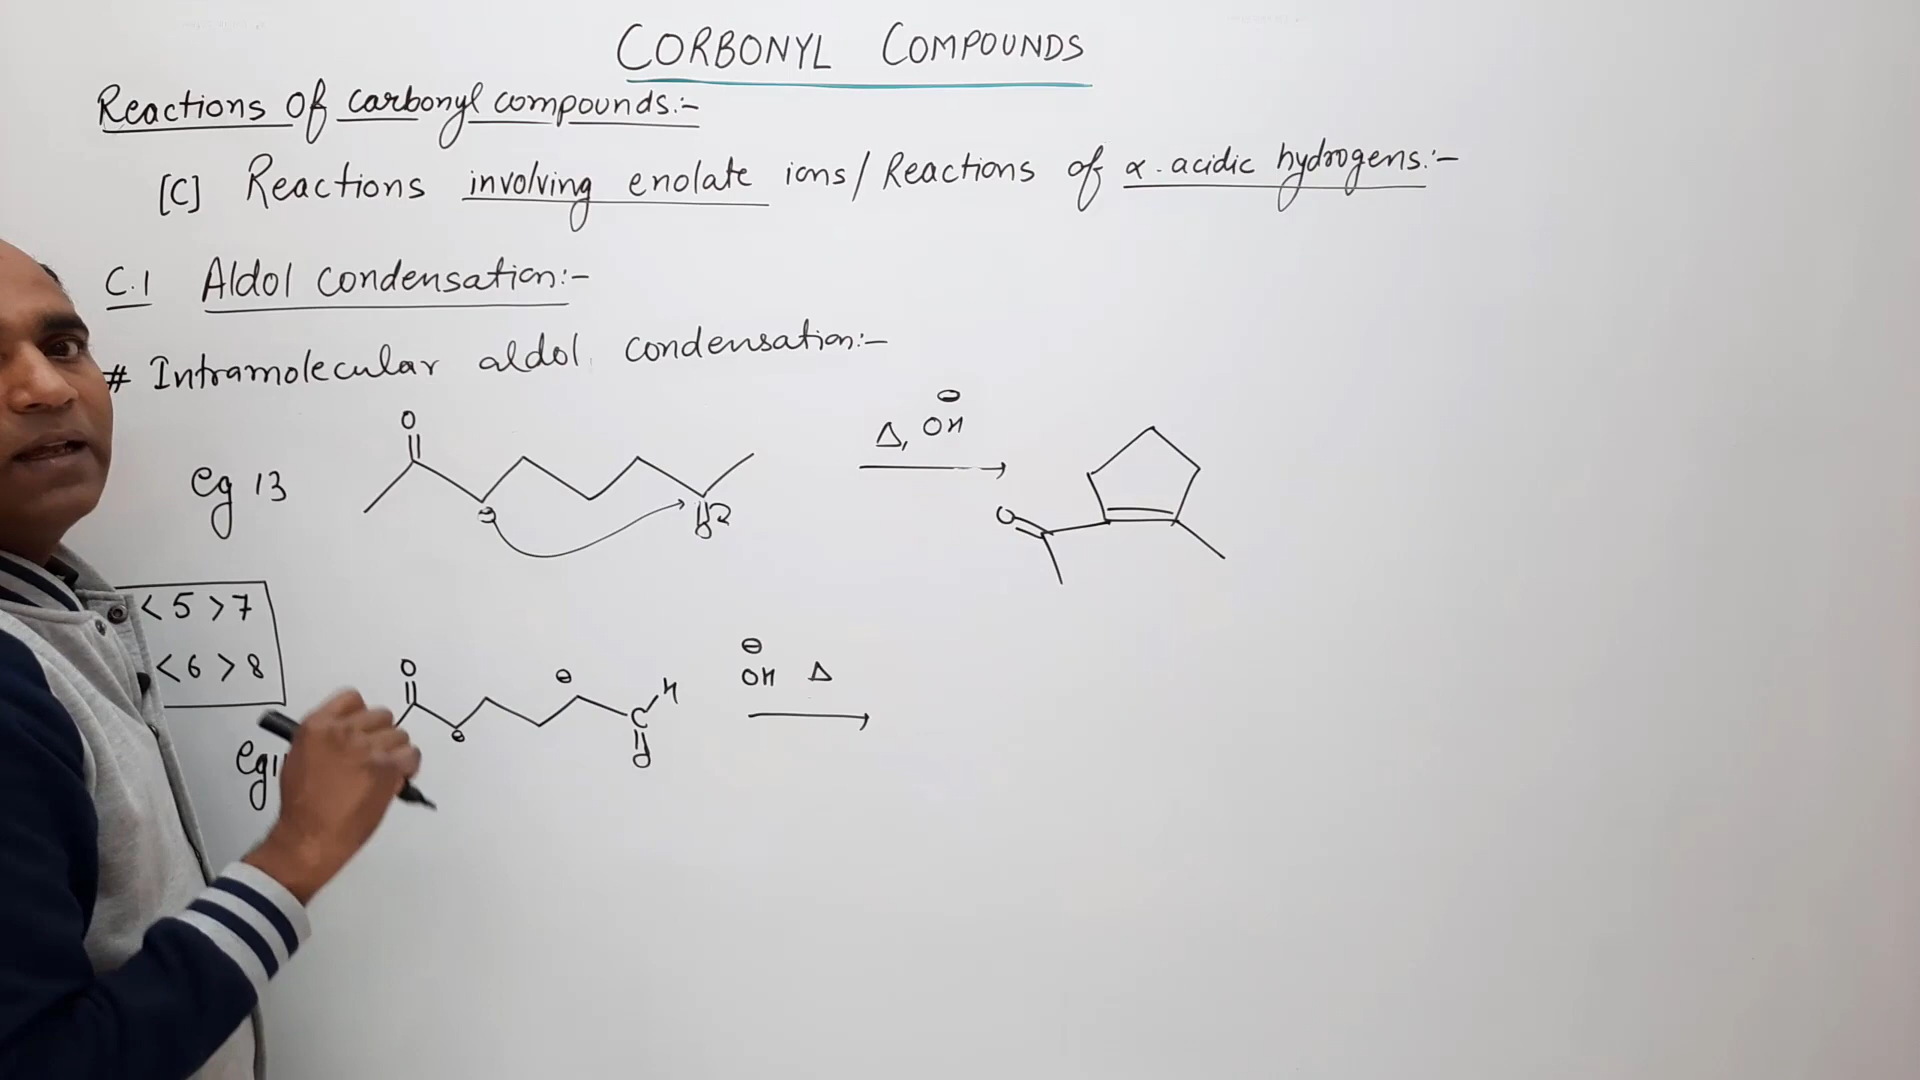 CORBONYL COMPOUNDS
Reactions Of carbonyl compounds:-
[C] Reactions involving enolate ions/Reactions of α-acidic hydrogens:-
C.1 Aldol condensation:-
# Intramolecular aldol condensation:-
eg 13
O
⊖
O
Δ, OH
⊖
O
< 5 > 7
< 6 > 8
O
⊖
⊖
C
H
O
⊖
OH Δ